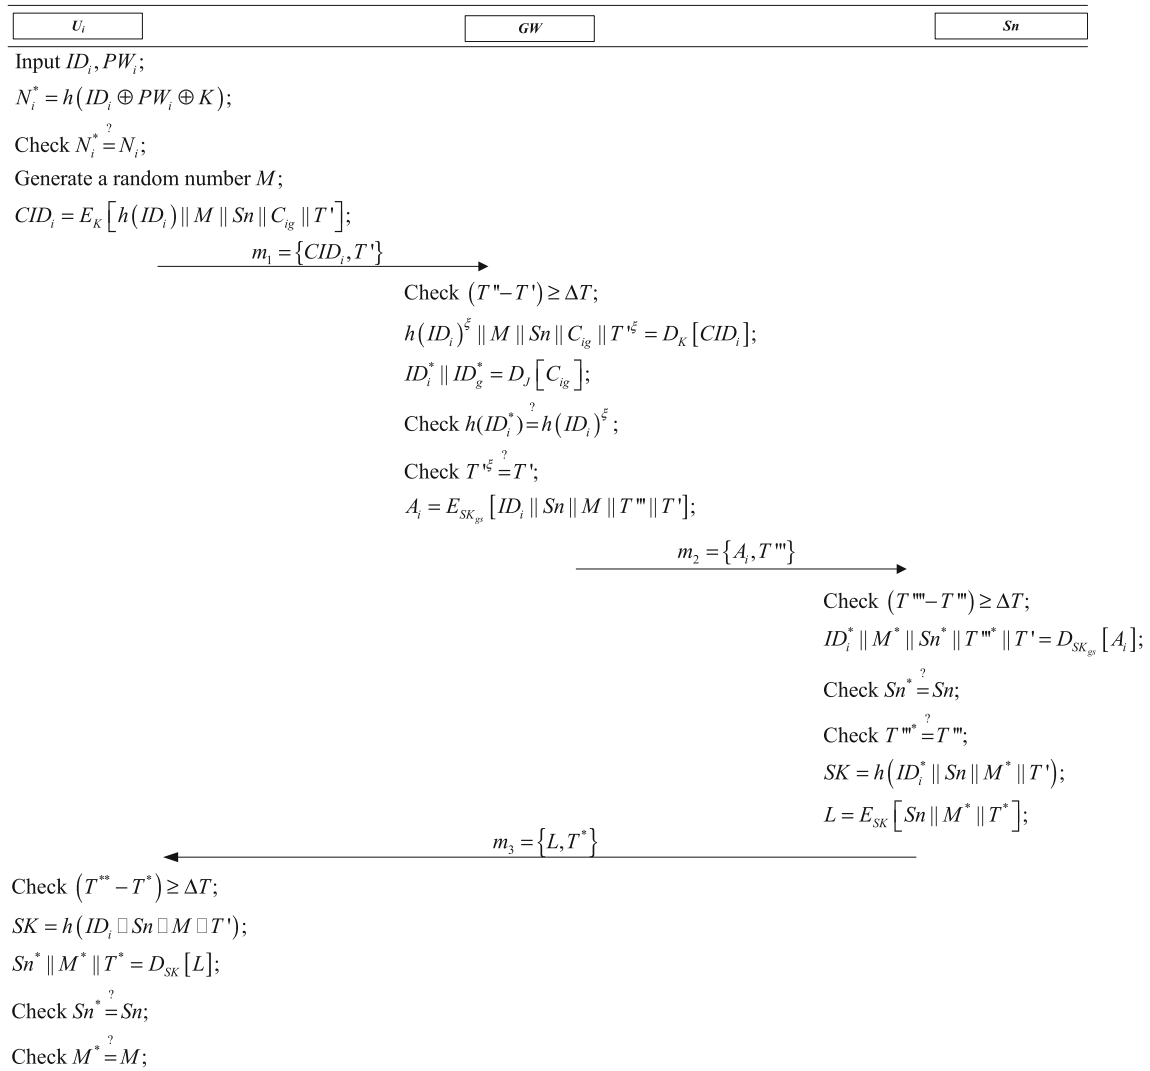 U_i
GW
Sn
Input ID_i, PW_i;
N_i^* = h(ID_i ⊕ PW_i ⊕ K);
Check N_i^* =^? N_i;
Generate a random number M;
CID_i = E_K[h(ID_i) || M || Sn || C_ig || T'];
m_1 = {CID_i, T'}
Check (T''−T') ≥ ΔT;
h(ID_i)^ξ || M || Sn || C_ig || T'^ξ = D_K[CID_i];
ID_i^* || ID_g^* = D_J[C_ig];
Check h(ID_i^*) =^? h(ID_i)^ξ;
Check T'^ξ =^? T';
A_i = E_{SK_gs}[ID_i || Sn || M || T''' || T'];
m_2 = {A_i, T'''}
Check (T''''−T''') ≥ ΔT;
ID_i^* || M^* || Sn^* || T'''^* || T' = D_{SK_gs}[A_i];
Check Sn^* =^? Sn;
Check T'''^* =^? T''';
SK = h(ID_i^* || Sn || M^* || T');
L = E_SK[Sn || M^* || T^*];
m_3 = {L, T^*}
Check (T^** − T^*) ≥ ΔT;
SK = h(ID_i □ Sn □ M □ T');
Sn^* || M^* || T^* = D_SK[L];
Check Sn^* =^? Sn;
Check M^* =^? M;